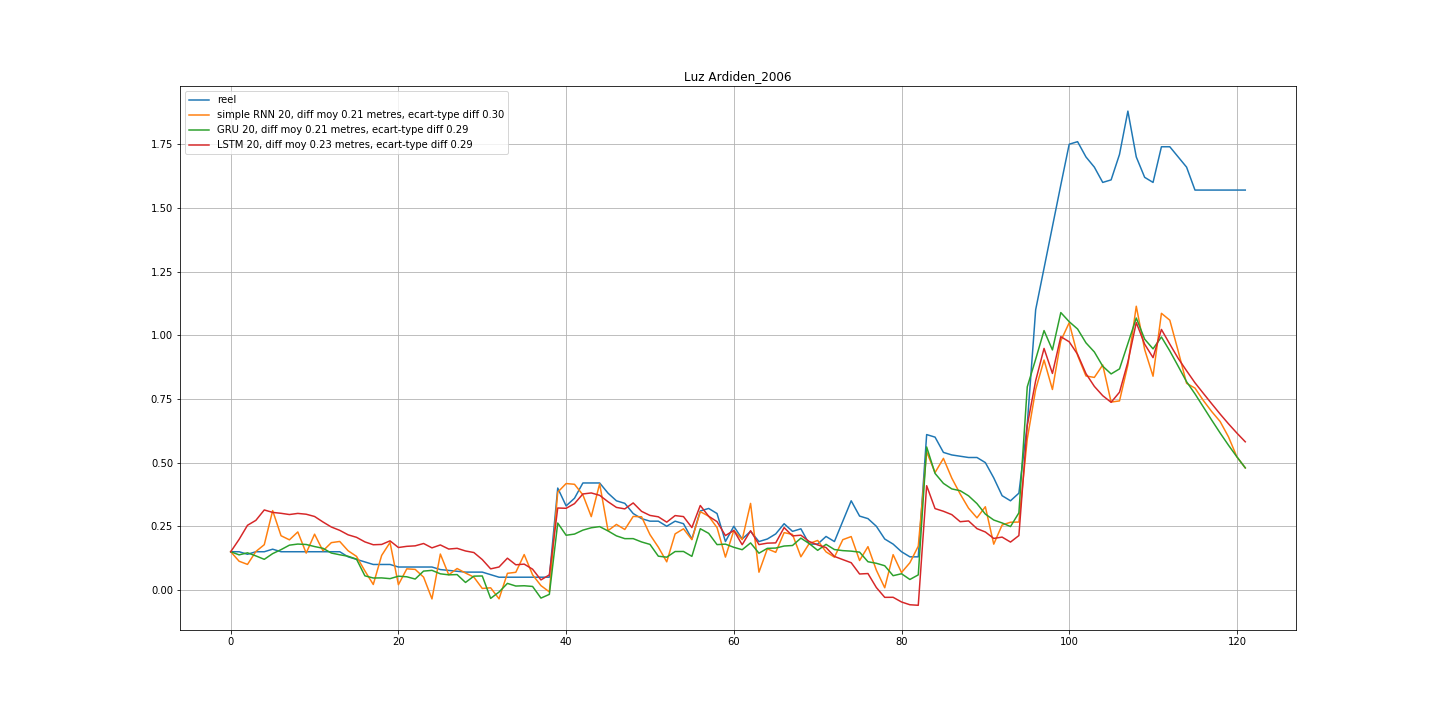 Luz Ardiden_2006
reel
simple RNN 20, diff moy 0.21 metres, ecart-type diff 0.30
GRU 20, diff moy 0.21 metres, ecart-type diff 0.29
LSTM 20, diff moy 0.23 metres, ecart-type diff 0.29
1.75
1.50
1.25
1.00
0.75
0.50
0.25
0.00
0 20 40 60 80 100 120